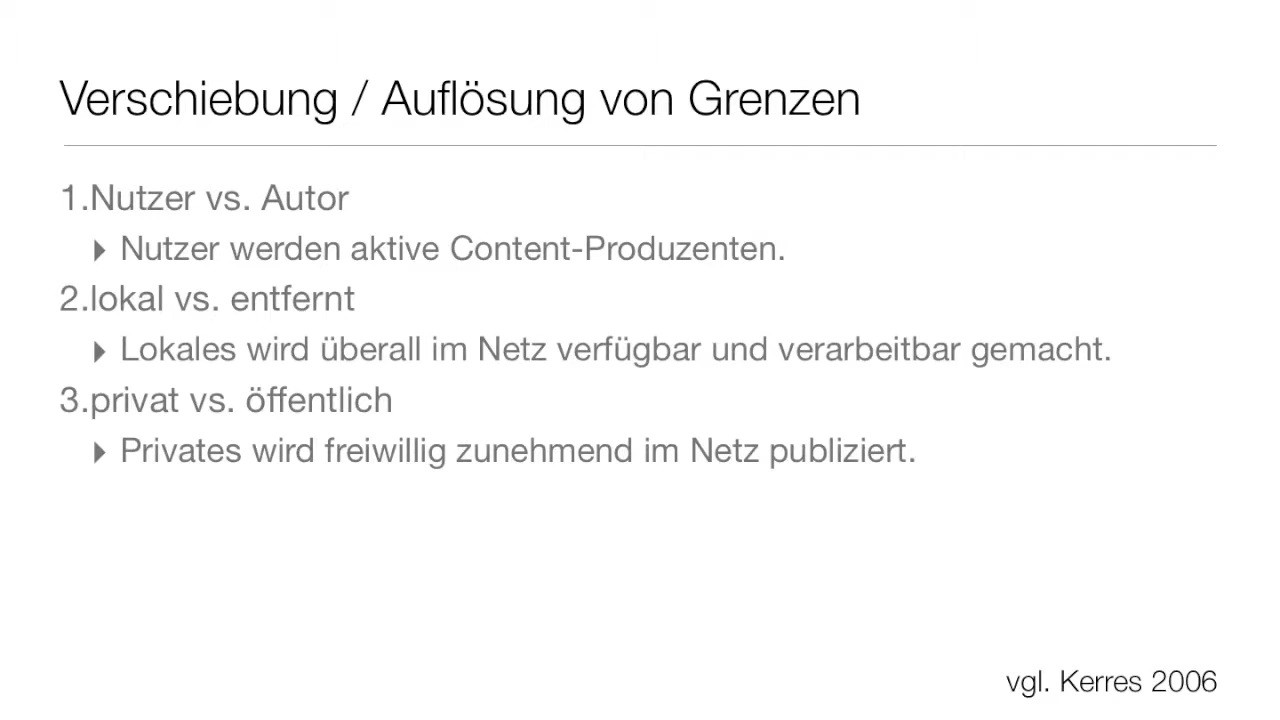 Verschiebung / Auflösung von Grenzen
1.Nutzer vs. Autor
▸ Nutzer werden aktive Content-Produzenten.
2.lokal vs. entfernt
▸ Lokales wird überall im Netz verfügbar und verarbeitbar gemacht.
3.privat vs. öffentlich
▸ Privates wird freiwillig zunehmend im Netz publiziert.
vgl. Kerres 2006